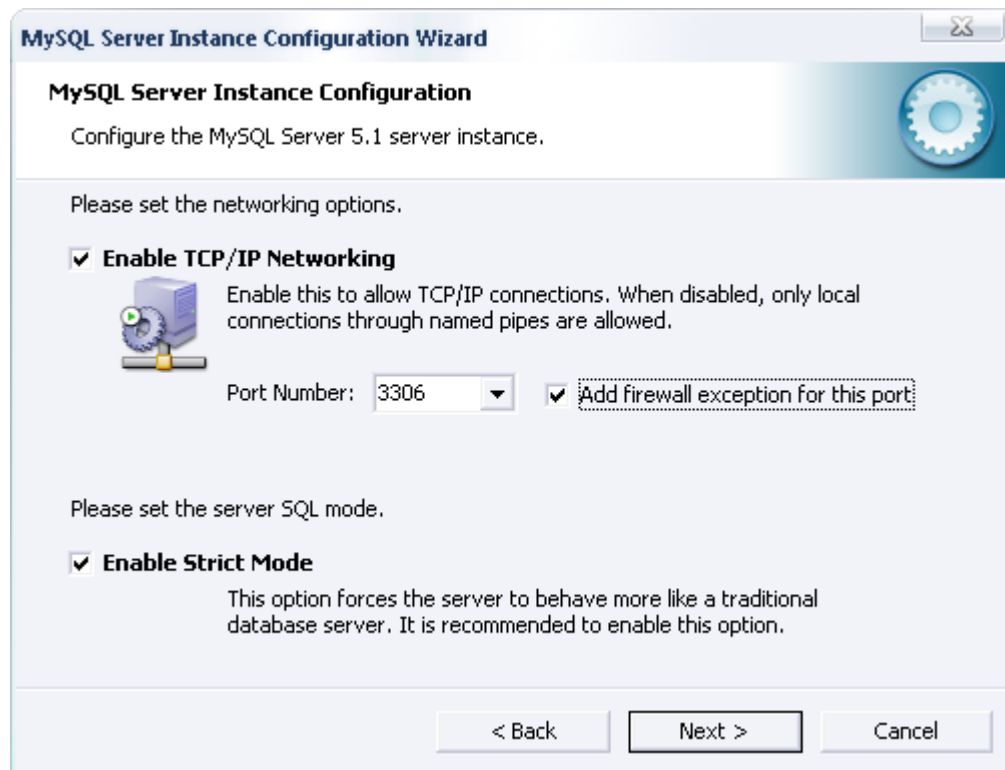 MySQL Server Instance Configuration Wizard
MySQL Server Instance Configuration
Configure the MySQL Server 5.1 server instance.
Please set the networking options.
Enable TCP/IP Networking
Enable this to allow TCP/IP connections. When disabled, only local
connections through named pipes are allowed.
Port Number: 3306 Add firewall exception for this port
Please set the server SQL mode.
Enable Strict Mode
This option forces the server to behave more like a traditional
database server. It is recommended to enable this option.
< Back Next > Cancel